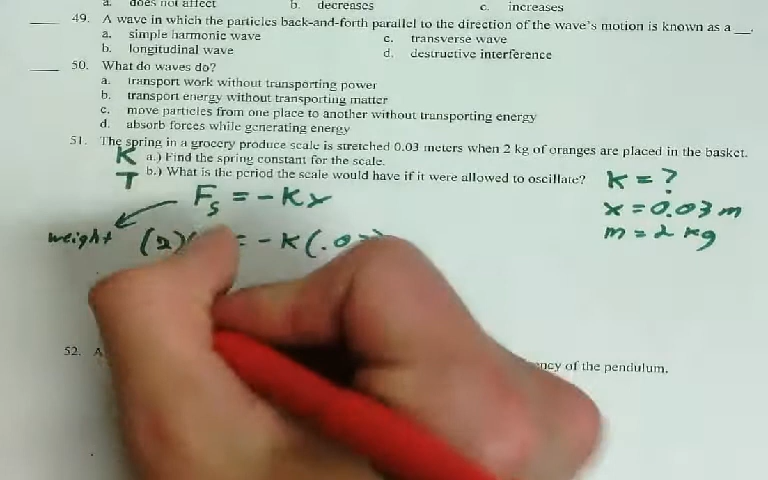 a. does not affect b. decreases c. increases
49. A wave in which the particles back-and-forth parallel to the direction of the wave's motion is known as a __.
a. simple harmonic wave c. transverse wave
b. longitudinal wave d. destructive interference
50. What do waves do?
a. transport work without transporting power
b. transport energy without transporting matter
c. move particles from one place to another without transporting energy
d. absorb forces while generating energy
51. The spring in a grocery produce scale is stretched 0.03 meters when 2 kg of oranges are placed in the basket.
K a.) Find the spring constant for the scale.
T b.) What is the period the scale would have if it were allowed to oscillate? K = ?
Fs = -Kx x = 0.03 m
weight (2)( = -K(.0 m = 2 kg
52. of the pendulum.